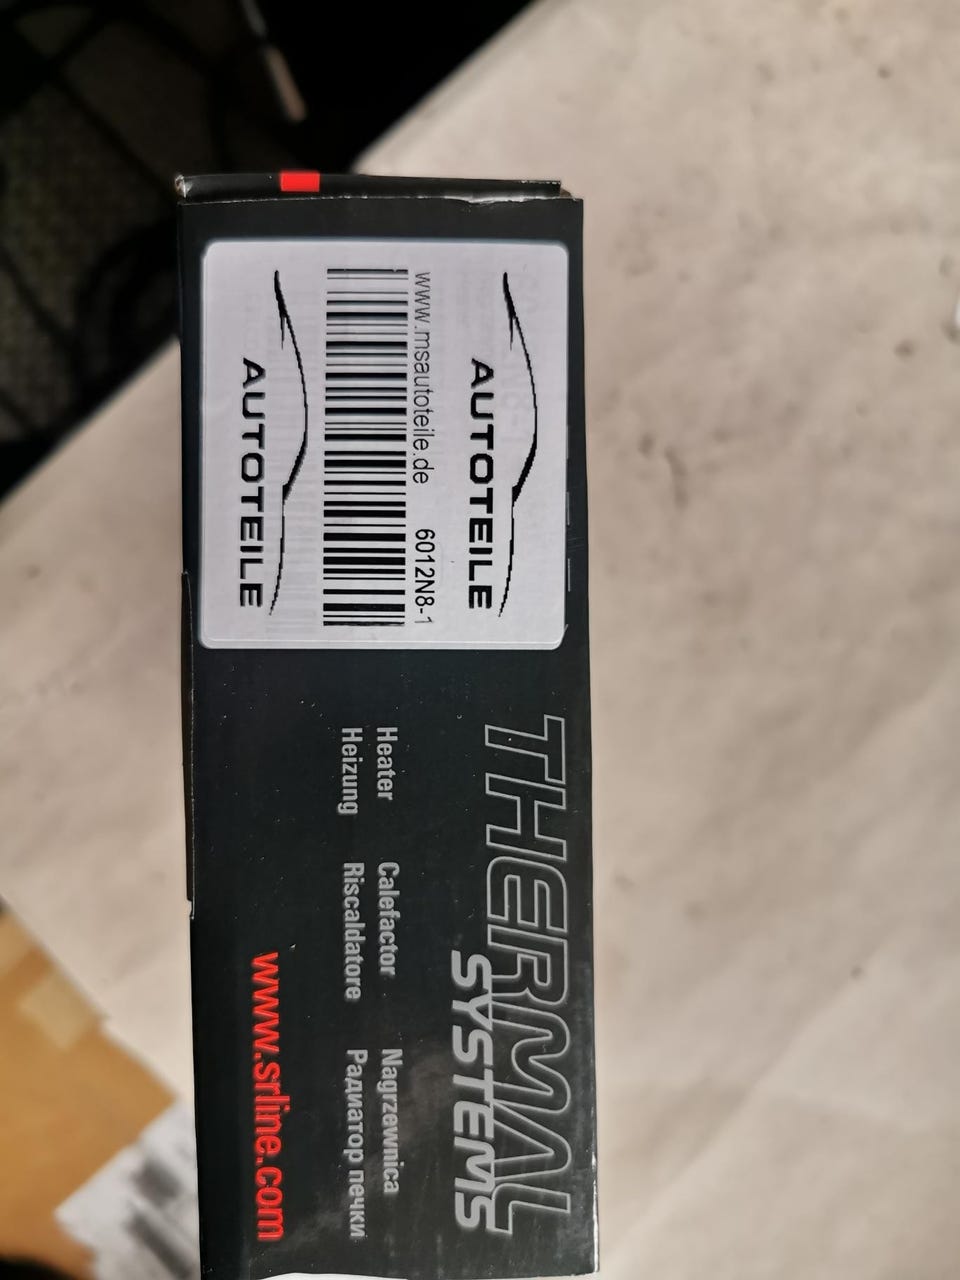 AUTOTEILE
www.msautoteile.de 6012N8-1
AUTOTEILE
THERMAL
SYSTEMS
Heater Calefactor Nagrzewnica
Heizung Riscaldatore Радиатор печки
www.srline.com